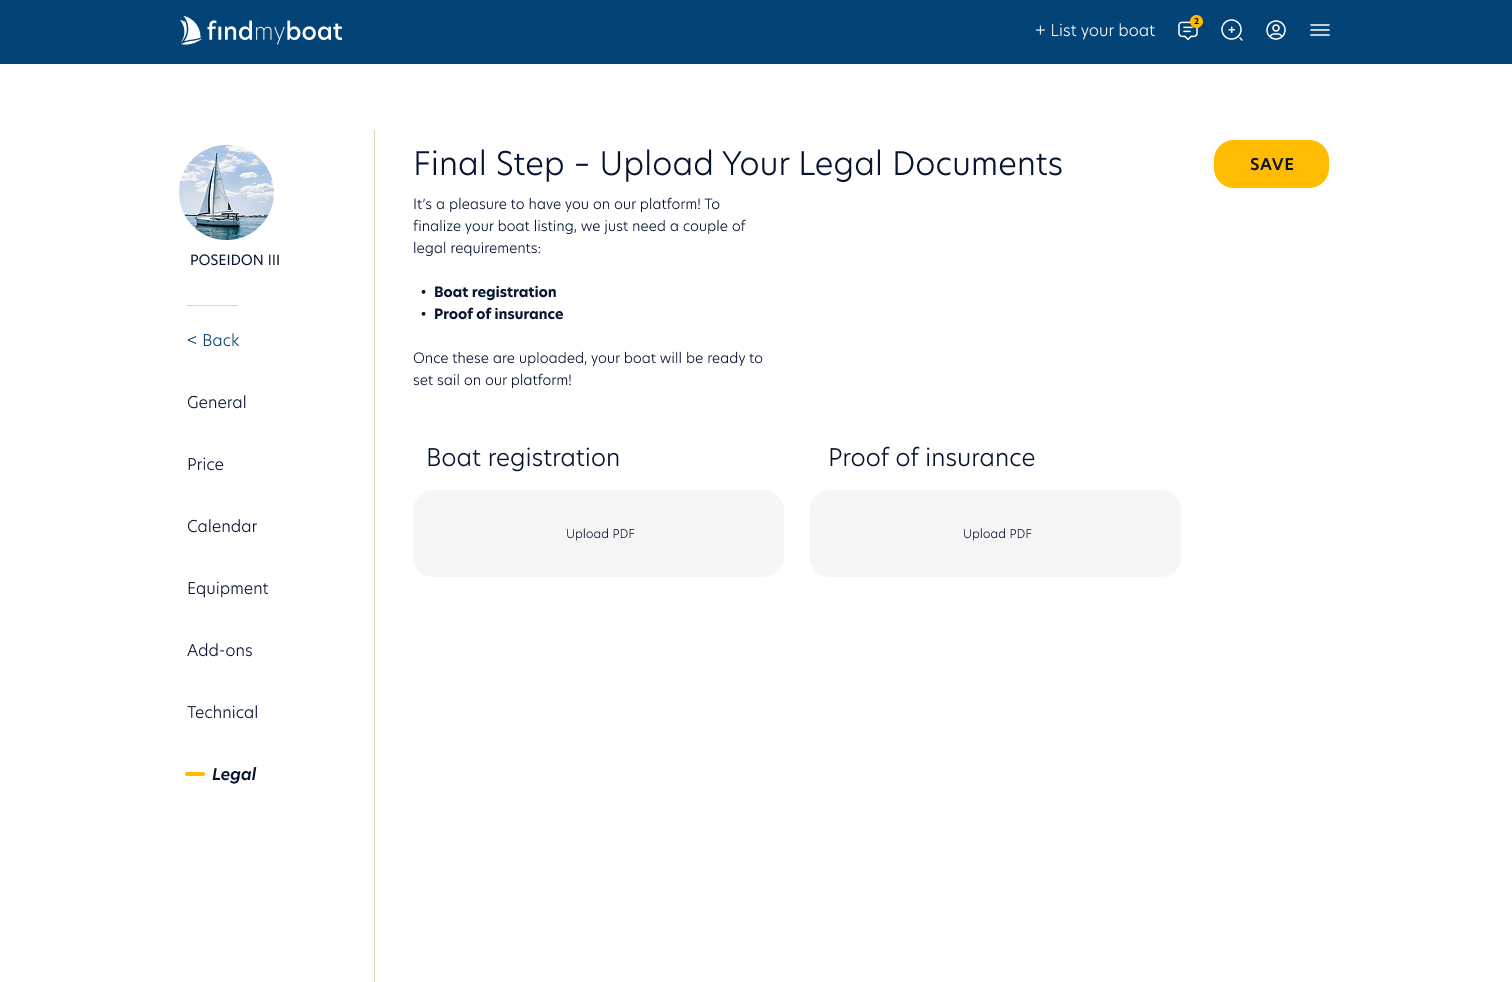 findmyboat
+ List your boat
2
POSEIDON III
< Back
General
Price
Calendar
Equipment
Add-ons
Technical
Legal
Final Step – Upload Your Legal Documents
SAVE
It's a pleasure to have you on our platform! To
finalize your boat listing, we just need a couple of
legal requirements:
• Boat registration
• Proof of insurance
Once these are uploaded, your boat will be ready to
set sail on our platform!
Boat registration
Upload PDF
Proof of insurance
Upload PDF